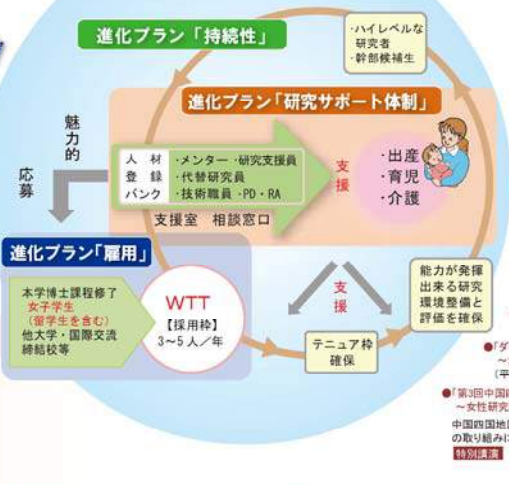 進化プラン「持続性」
・ハイレベルな
研究者
・幹部候補生
進化プラン「研究サポート体制」
魅力的
応募
人材
登録
バンク
・メンター ・研究支援員
・代替研究員
・技術職員 ・PD・RA
支援
・出産
・育児
・介護
支援室 相談窓口
進化プラン「雇用」
本学博士課程修了
女子学生
(留学生を含む)
他大学・国際交流
締結校等
WTT
【採用枠】
3~5人/年
支援
テニュア枠
確保
能力が発揮
出来る研究
環境整備と
評価を確保
●「ダ
~
(平
●「第3回中国四
~女性研究
中国四国地
の取り組みに
特別講演